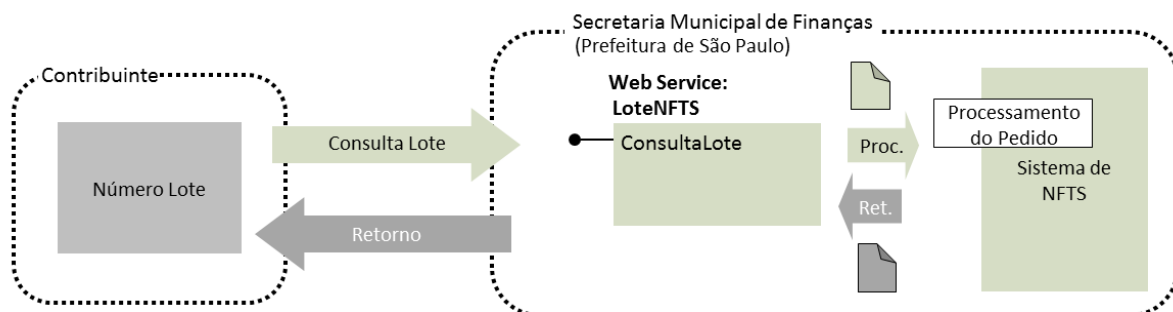 Secretaria Municipal de Finanças
(Prefeitura de São Paulo)
Contribuinte
Número Lote
Consulta Lote
Retorno
Web Service:
LoteNFTS
ConsultaLote
Proc.
Ret.
Processamento
do Pedido
Sistema de
NFTS